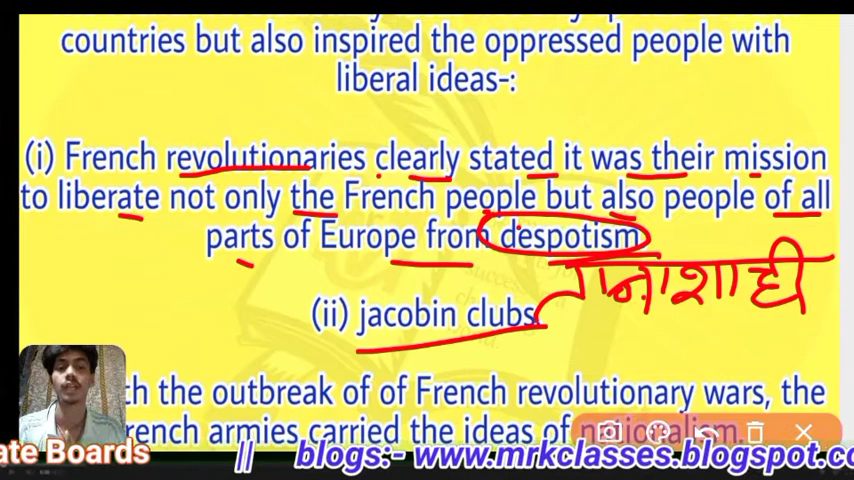 countries but also inspired the oppressed people with
liberal ideas-:
(i) French revolutionaries clearly stated it was their mission
to liberate not only the French people but also people of all
parts of Europe from despotism
तानाशाही
(ii) jacobin clubs
the outbreak of of French revolutionary wars, the
French armies carried the ideas of nationalism.
ate Boards || blogs:- www.mrkclasses.blogspot.co